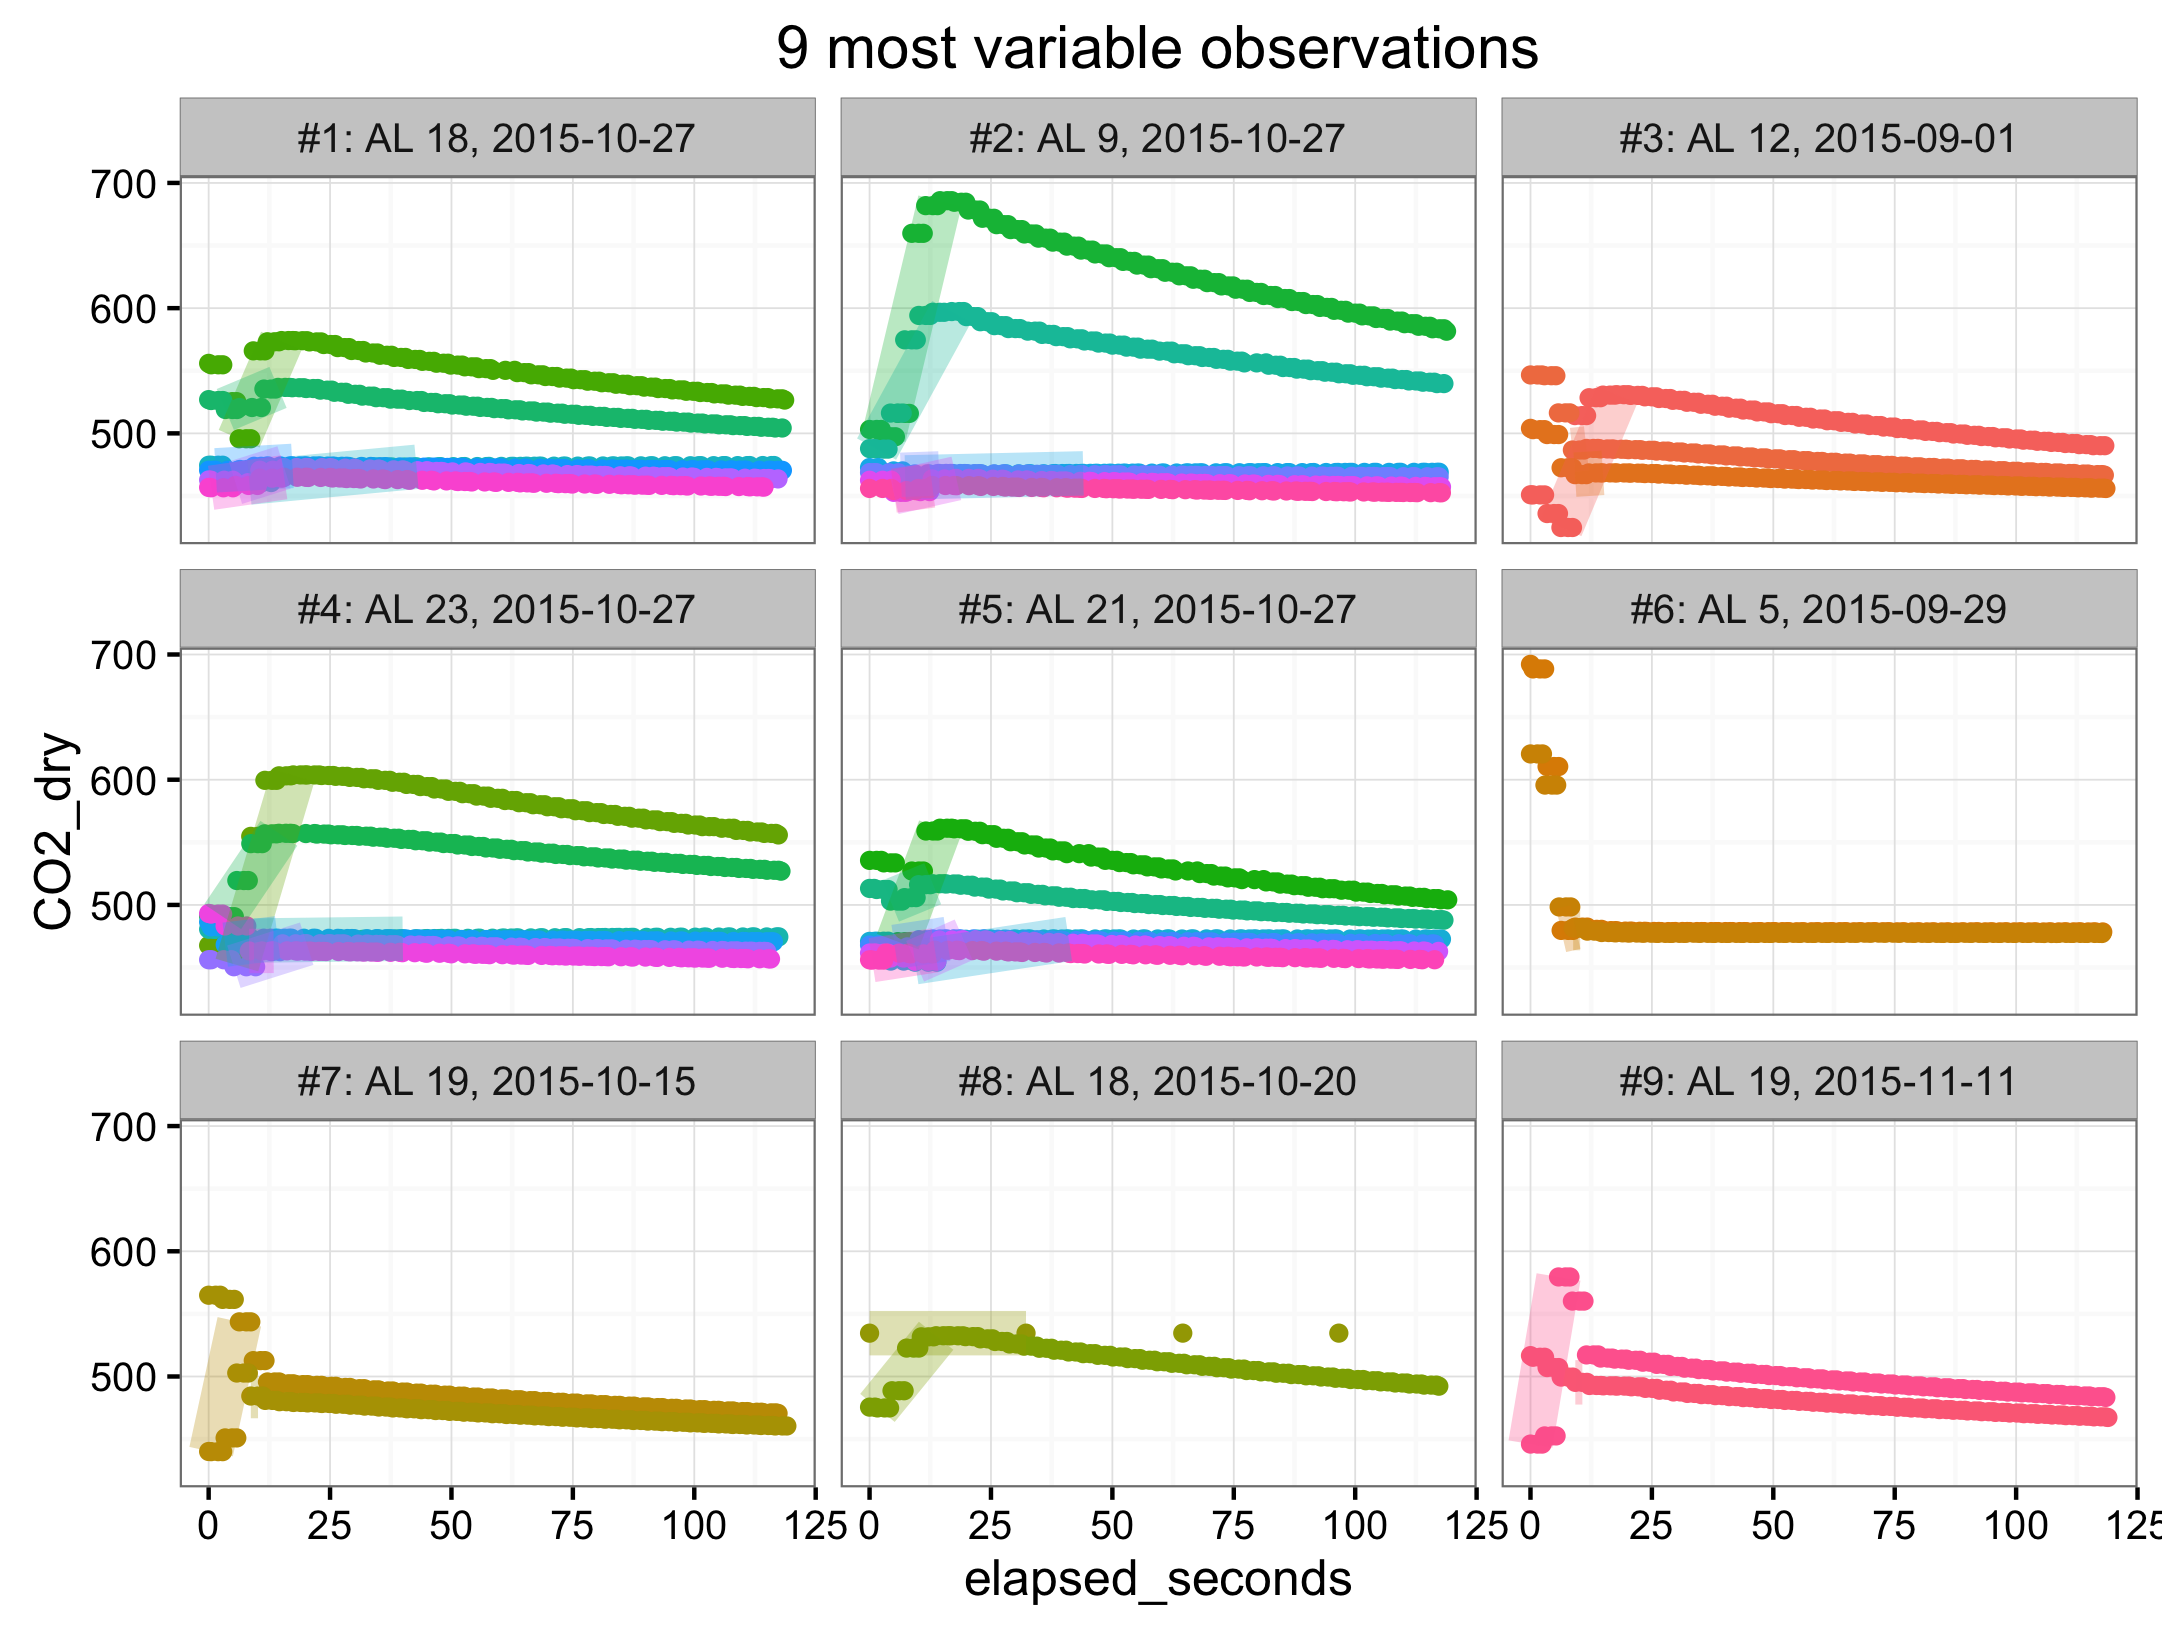 9 most variable observations
#1: AL 18, 2015-10-27
#2: AL 9, 2015-10-27
#3: AL 12, 2015-09-01
700
600
500
#4: AL 23, 2015-10-27
#5: AL 21, 2015-10-27
#6: AL 5, 2015-09-29
700
600
500
CO2_dry
#7: AL 19, 2015-10-15
#8: AL 18, 2015-10-20
#9: AL 19, 2015-11-11
700
600
500
0 25 50 75 100 125
0 25 50 75 100 125
0 25 50 75 100 125
elapsed_seconds